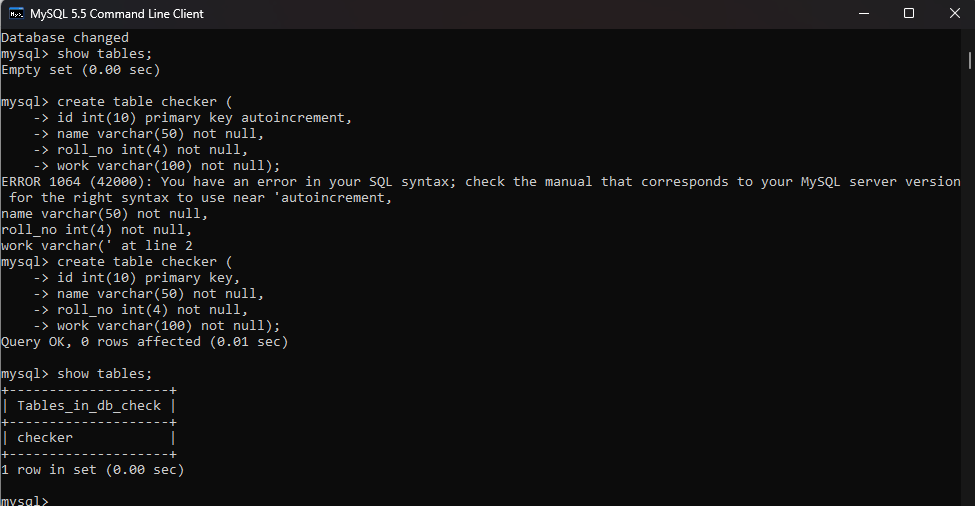 MySQL 5.5 Command Line Client
Database changed
mysql> show tables;
Empty set (0.00 sec)
mysql> create table checker (
    -> id int(10) primary key autoincrement,
    -> name varchar(50) not null,
    -> roll_no int(4) not null,
    -> work varchar(100) not null);
ERROR 1064 (42000): You have an error in your SQL syntax; check the manual that corresponds to your MySQL server version
 for the right syntax to use near 'autoincrement,
name varchar(50) not null,
roll_no int(4) not null,
work varchar(' at line 2
mysql> create table checker (
    -> id int(10) primary key,
    -> name varchar(50) not null,
    -> roll_no int(4) not null,
    -> work varchar(100) not null);
Query OK, 0 rows affected (0.01 sec)
mysql> show tables;
+--------------------+
| Tables_in_db_check |
+--------------------+
| checker            |
+--------------------+
1 row in set (0.00 sec)
mysql>